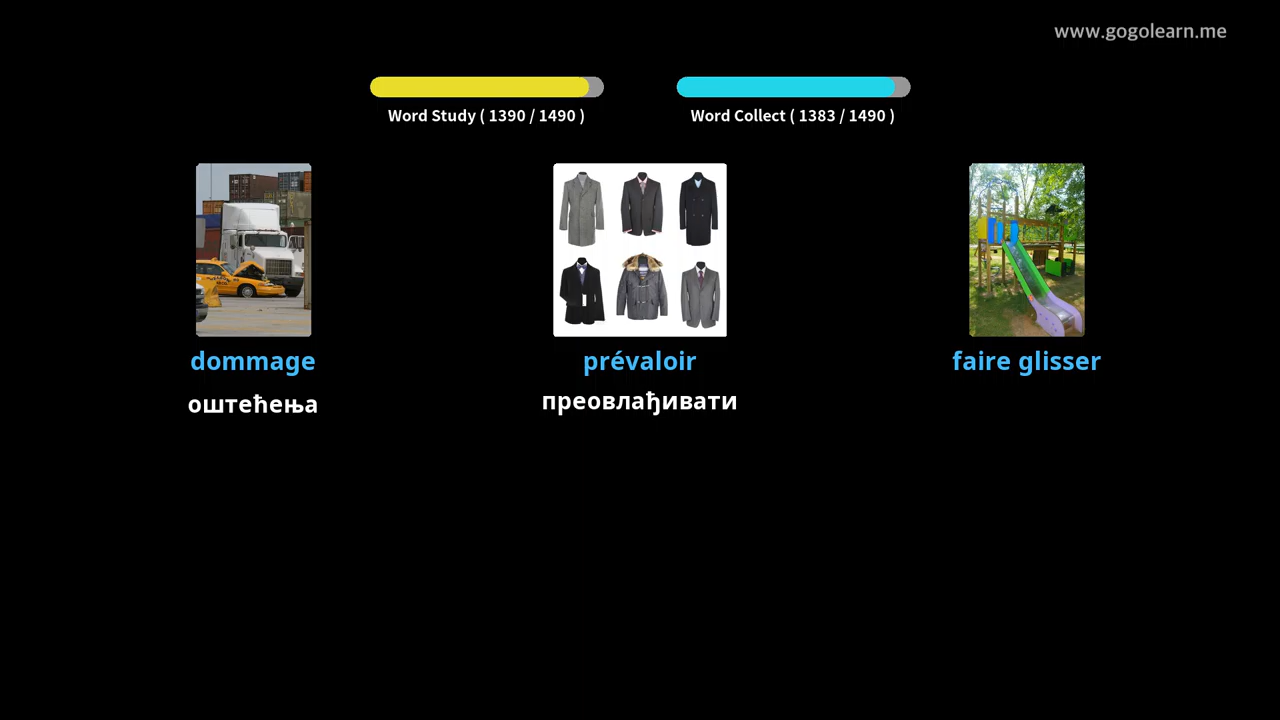 www.gogolearn.me
Word Study ( 1390 / 1490 )
Word Collect ( 1383 / 1490 )
dommage
prévaloir
faire glisser
оштећења
преовлађивати